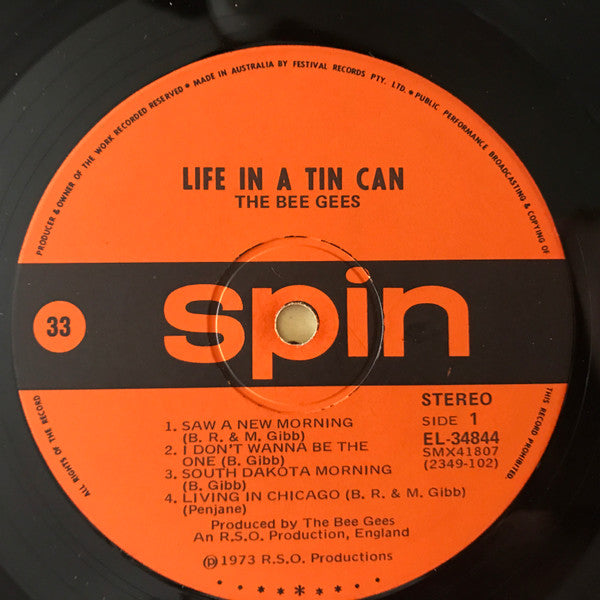 PRODUCER & OWNER OF THE WORK RECORDED RESERVED • MADE IN AUSTRALIA BY FESTIVAL RECORDS PTY. LTD. • PUBLIC PERFORMANCE BROADCASTING & COPYING OF
LIFE IN A TIN CAN
THE BEE GEES
33
spin
STEREO
SIDE 1
EL-34844
SMX41807
(2349-102)
1. SAW A NEW MORNING
(B. R. & M. Gibb)
2. I DON'T WANNA BE THE
ONE (B. Gibb)
3. SOUTH DAKOTA MORNING
(B. Gibb)
4. LIVING IN CHICAGO (B. R. & M. Gibb)
(Penjane)
Produced by The Bee Gees
An R.S.O. Production, England
℗1973 R.S.O. Productions
ALL RIGHTS OF THE RECORD
THIS RECORD PROHIBITED.